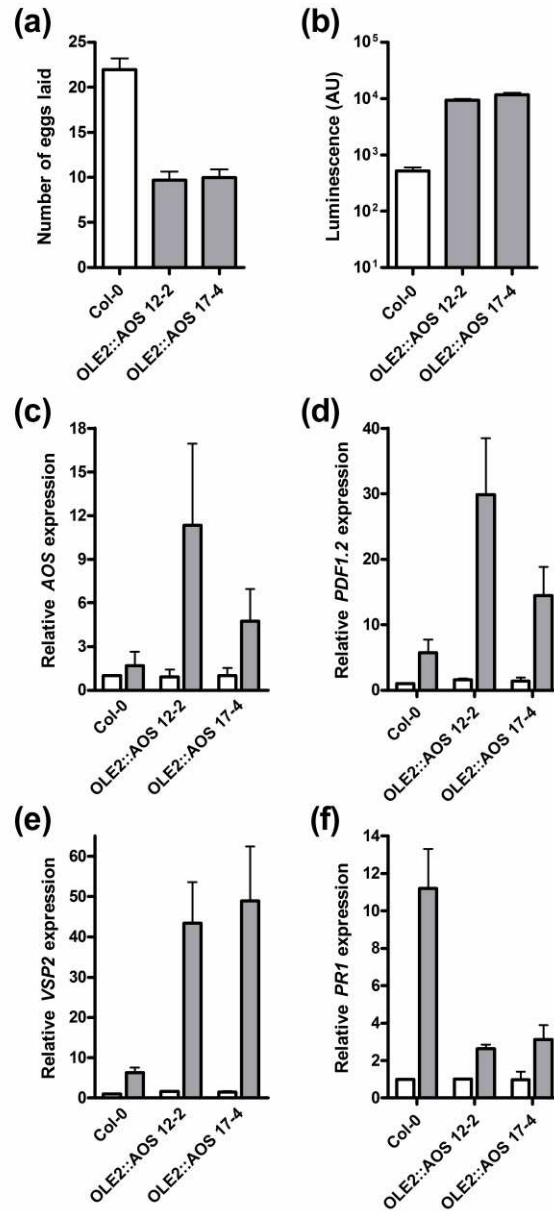 (a)
Number of eggs laid
25
20
15
10
5
0
Col-0
OLE2::AOS 12-2
OLE2::AOS 17-4
(b)
Luminescence (AU)
10⁵
10⁴
10³
10²
10¹
Col-0
OLE2::AOS 12-2
OLE2::AOS 17-4
(c)
Relative AOS expression
18
15
12
9
6
3
0
Col-0
OLE2::AOS 12-2
OLE2::AOS 17-4
(d)
Relative PDF1.2 expression
40
30
20
10
0
Col-0
OLE2::AOS 12-2
OLE2::AOS 17-4
(e)
Relative VSP2 expression
60
50
40
30
20
10
0
Col-0
OLE2::AOS 12-2
OLE2::AOS 17-4
(f)
Relative PR1 expression
14
12
10
8
6
4
2
0
Col-0
OLE2::AOS 12-2
OLE2::AOS 17-4